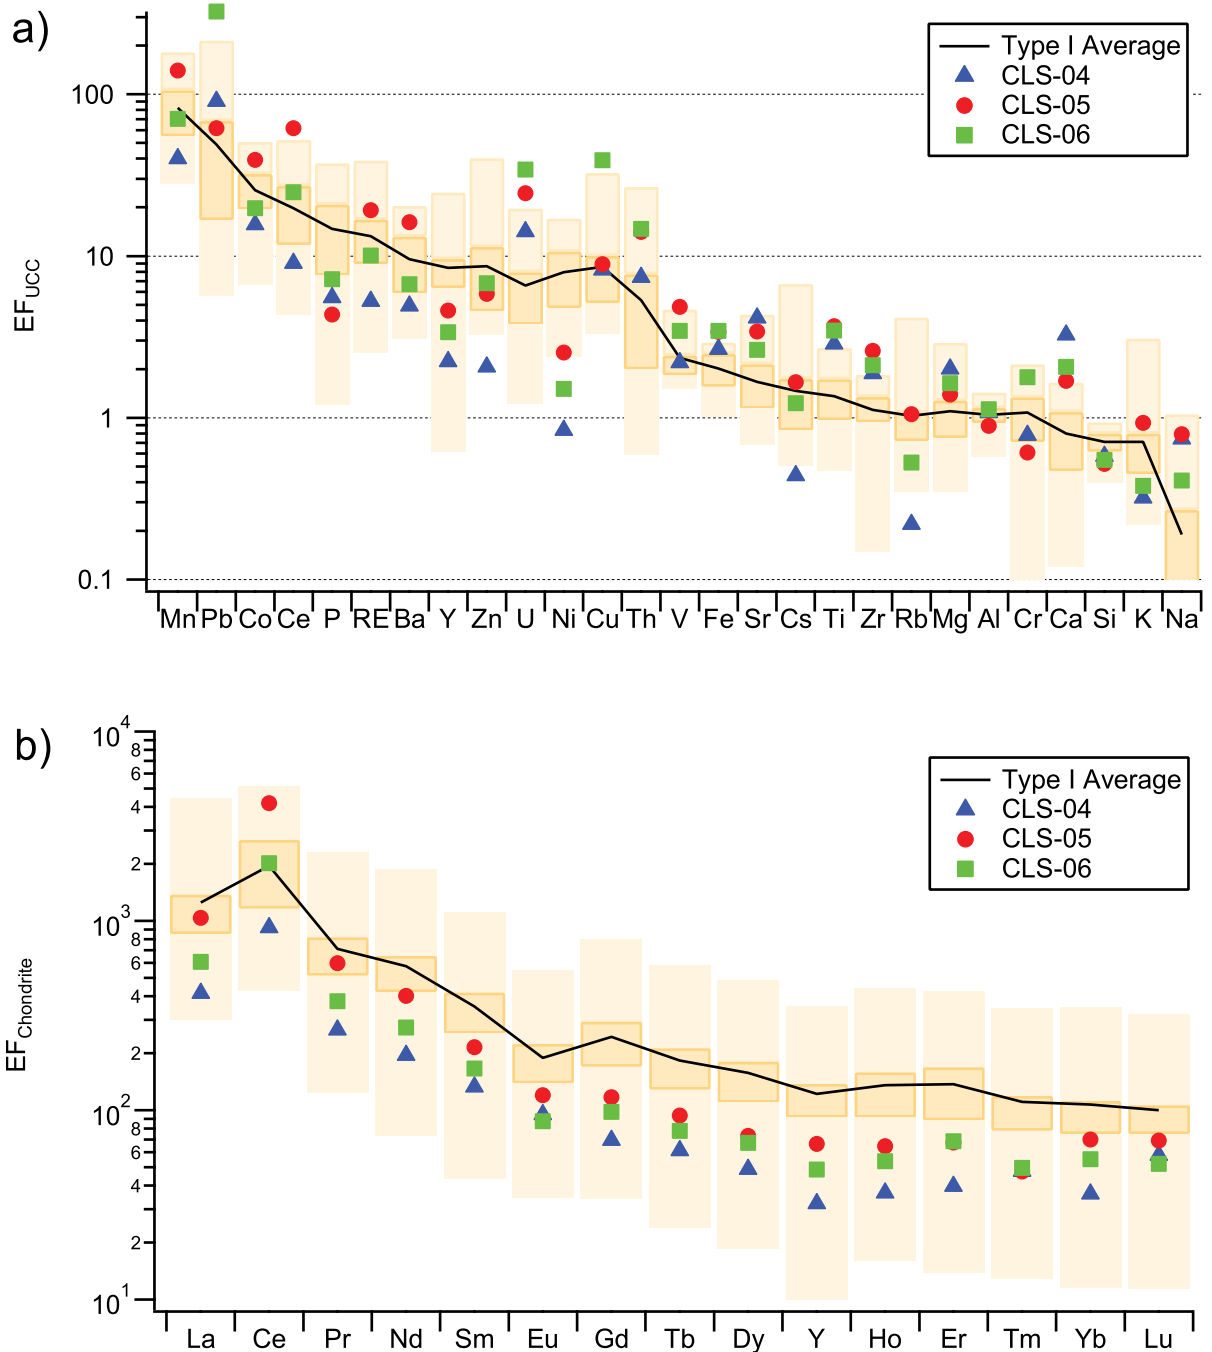 a)
Type I Average
CLS-04
CLS-05
CLS-06
EFUCC
100
10
1
0.1
Mn Pb Co Ce P RE Ba Y Zn U Ni Cu Th V Fe Sr Cs Ti Zr Rb Mg Al Cr Ca Si K Na
b)
Type I Average
CLS-04
CLS-05
CLS-06
EFChondrite
10^4
8
6
4
2
10^3
8
6
4
2
10^2
8
6
4
2
10^1
La Ce Pr Nd Sm Eu Gd Tb Dy Y Ho Er Tm Yb Lu